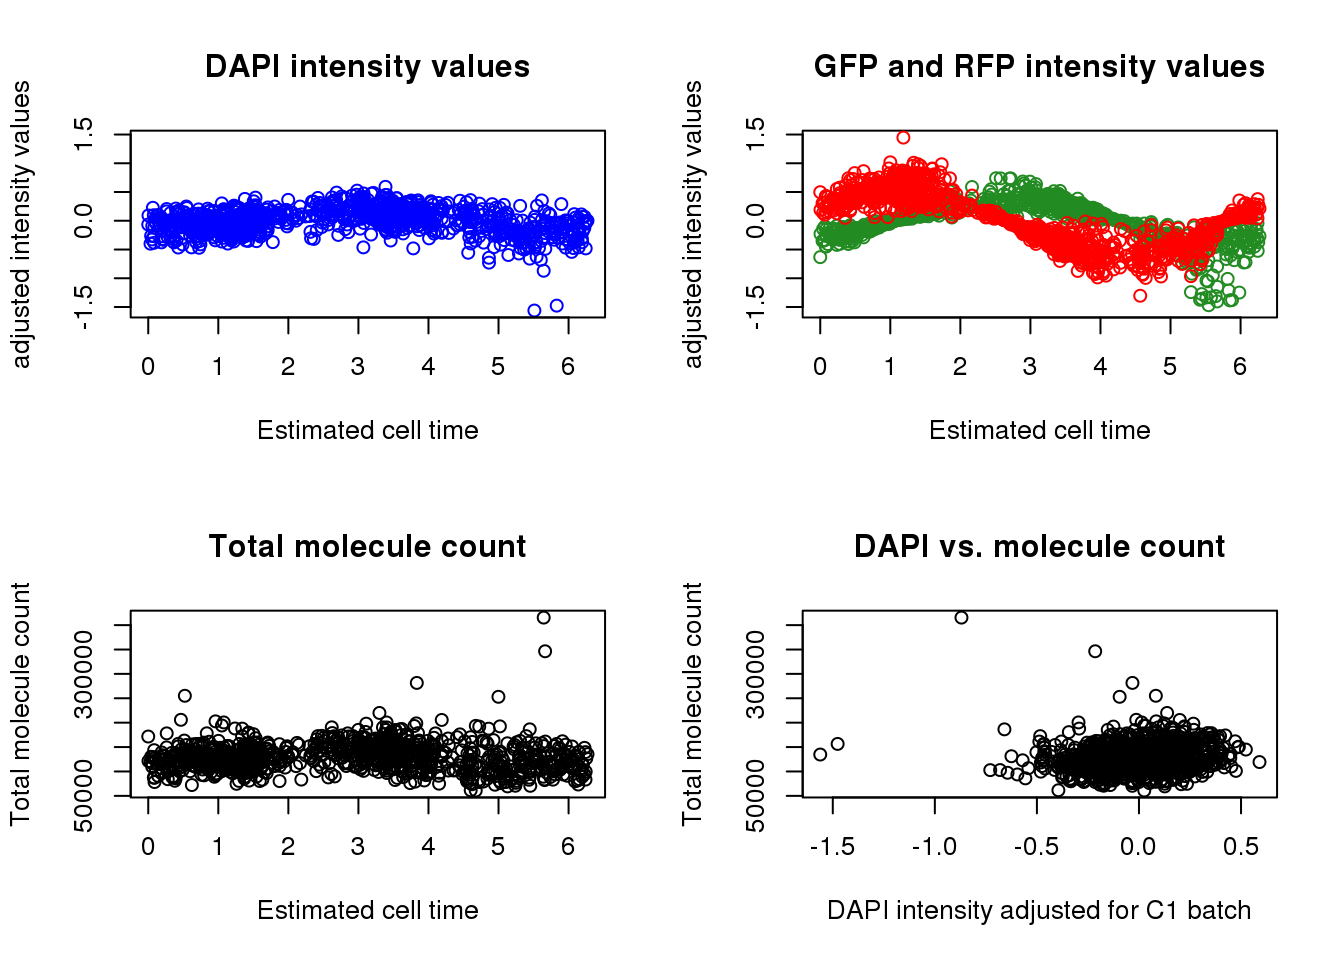 DAPI intensity values
adjusted intensity values
1.5
0.0
-1.5
0 1 2 3 4 5 6
Estimated cell time
GFP and RFP intensity values
adjusted intensity values
1.5
0.0
-1.5
0 1 2 3 4 5 6
Estimated cell time
Total molecule count
Total molecule count
300000
50000
0 1 2 3 4 5 6
Estimated cell time
DAPI vs. molecule count
Total molecule count
300000
50000
-1.5 -1.0 -0.5 0.0 0.5
DAPI intensity adjusted for C1 batch